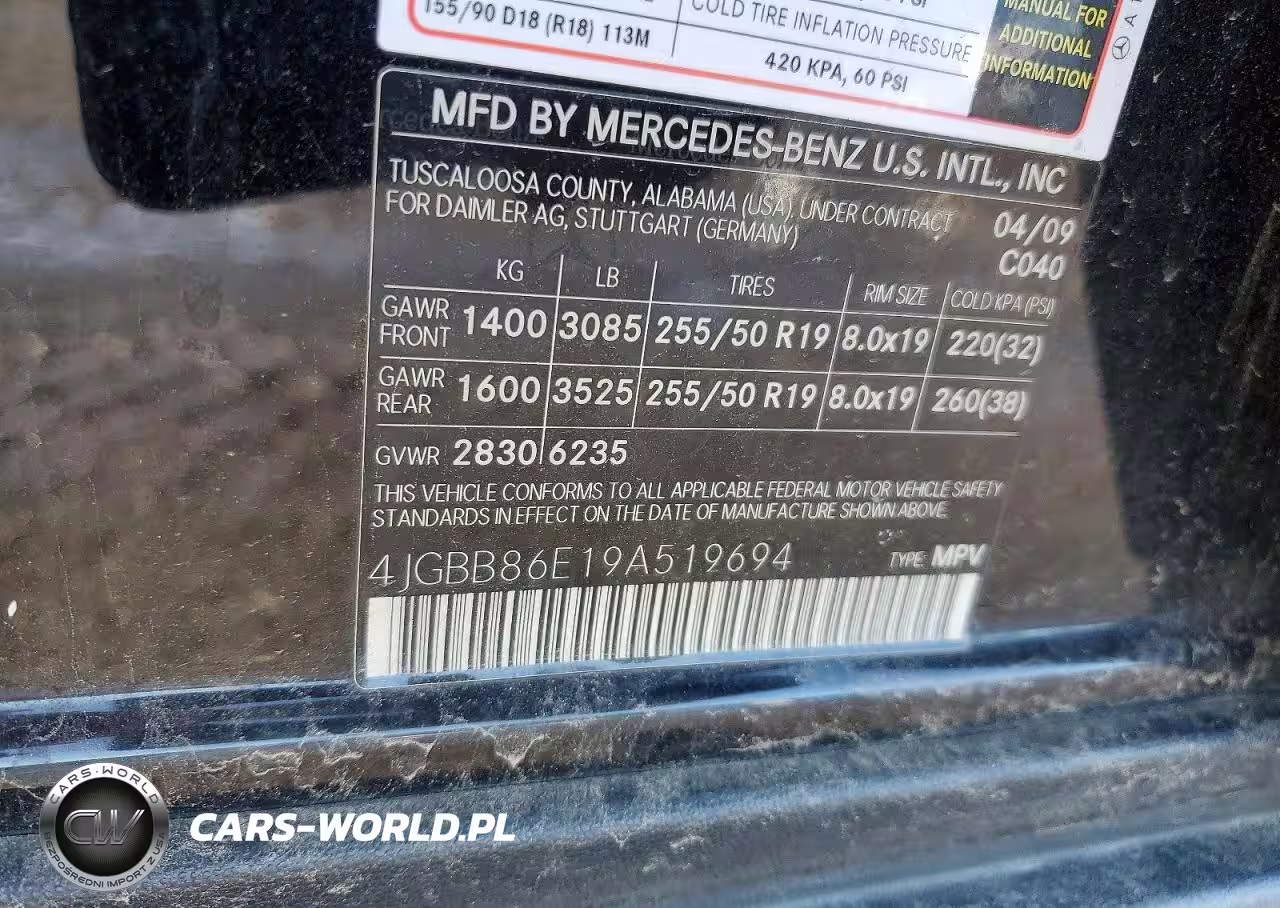 155/90 D18 (R18) 113M
COLD TIRE INFLATION PRESSURE
420 KPA, 60 PSI
MANUAL FOR
ADDITIONAL
INFORMATION
MFD BY MERCEDES-BENZ U.S. INTL., INC
TUSCALOOSA COUNTY, ALABAMA (USA), UNDER CONTRACT
FOR DAIMLER AG, STUTTGART (GERMANY)
04/09
C040
KG LB TIRES RIM SIZE COLD KPA (PSI)
GAWR FRONT 1400 3085 255/50 R19 8.0x19 220(32)
GAWR REAR 1600 3525 255/50 R19 8.0x19 260(38)
GVWR 2830 6235
THIS VEHICLE CONFORMS TO ALL APPLICABLE FEDERAL MOTOR VEHICLE SAFETY
STANDARDS IN EFFECT ON THE DATE OF MANUFACTURE SHOWN ABOVE.
4JGBB86E19A519694 TYPE: MPV
CARS-WORLD
CW
BEZPOŚREDNI IMPORT Z USA
CARS-WORLD.PL